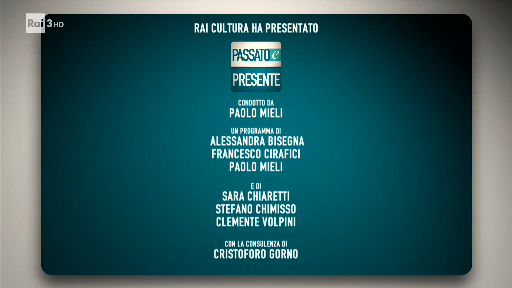 Rai 3 HD
RAI CULTURA HA PRESENTATO
PASSATO e
PRESENTE
CONDOTTO DA
PAOLO MIELI
UN PROGRAMMA DI
ALESSANDRA BISEGNA
FRANCESCO CIRAFICI
PAOLO MIELI
E DI
SARA CHIARETTI
STEFANO CHIMISSO
CLEMENTE VOLPINI
CON LA CONSULENZA DI
CRISTOFORO GORNO